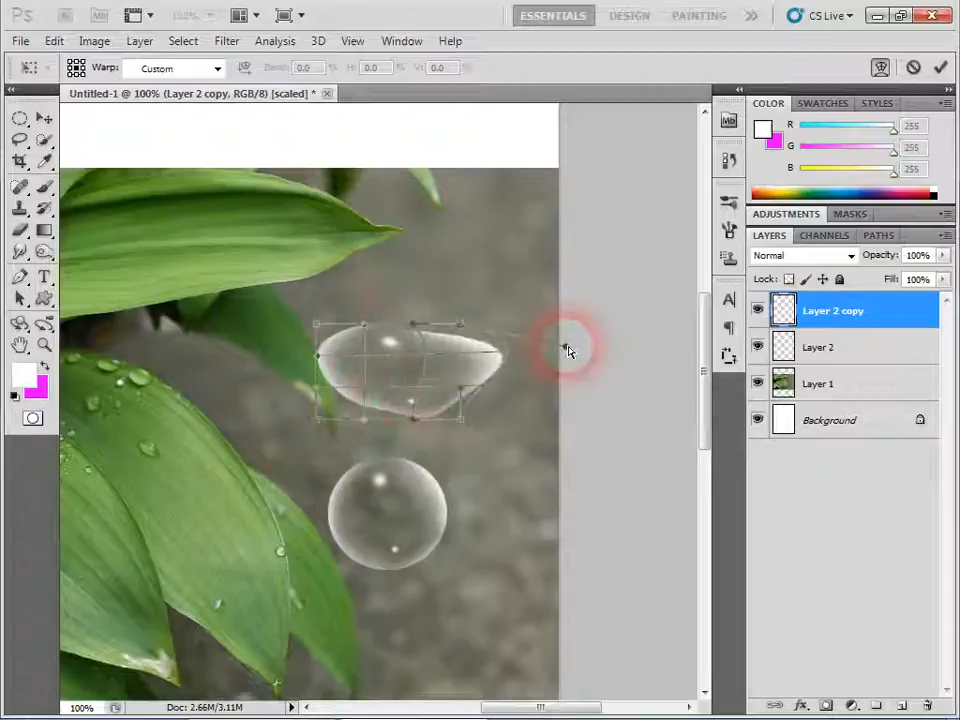 Ps Br Mb 100% ESSENTIALS DESIGN PAINTING CS Live
File Edit Image Layer Select Filter Analysis 3D View Window Help
Warp: Custom Bend: 0.0 % H: 0.0 % V: 0.0 %
Untitled-1 @ 100% (Layer 2 copy, RGB/8) [scaled] *
COLOR SWATCHES STYLES
R 255
G 255
B 255
ADJUSTMENTS MASKS
LAYERS CHANNELS PATHS
Normal Opacity: 100%
Lock: Fill: 100%
Layer 2 copy
Layer 2
Layer 1
Background
100% Doc: 2.66M/3.11M